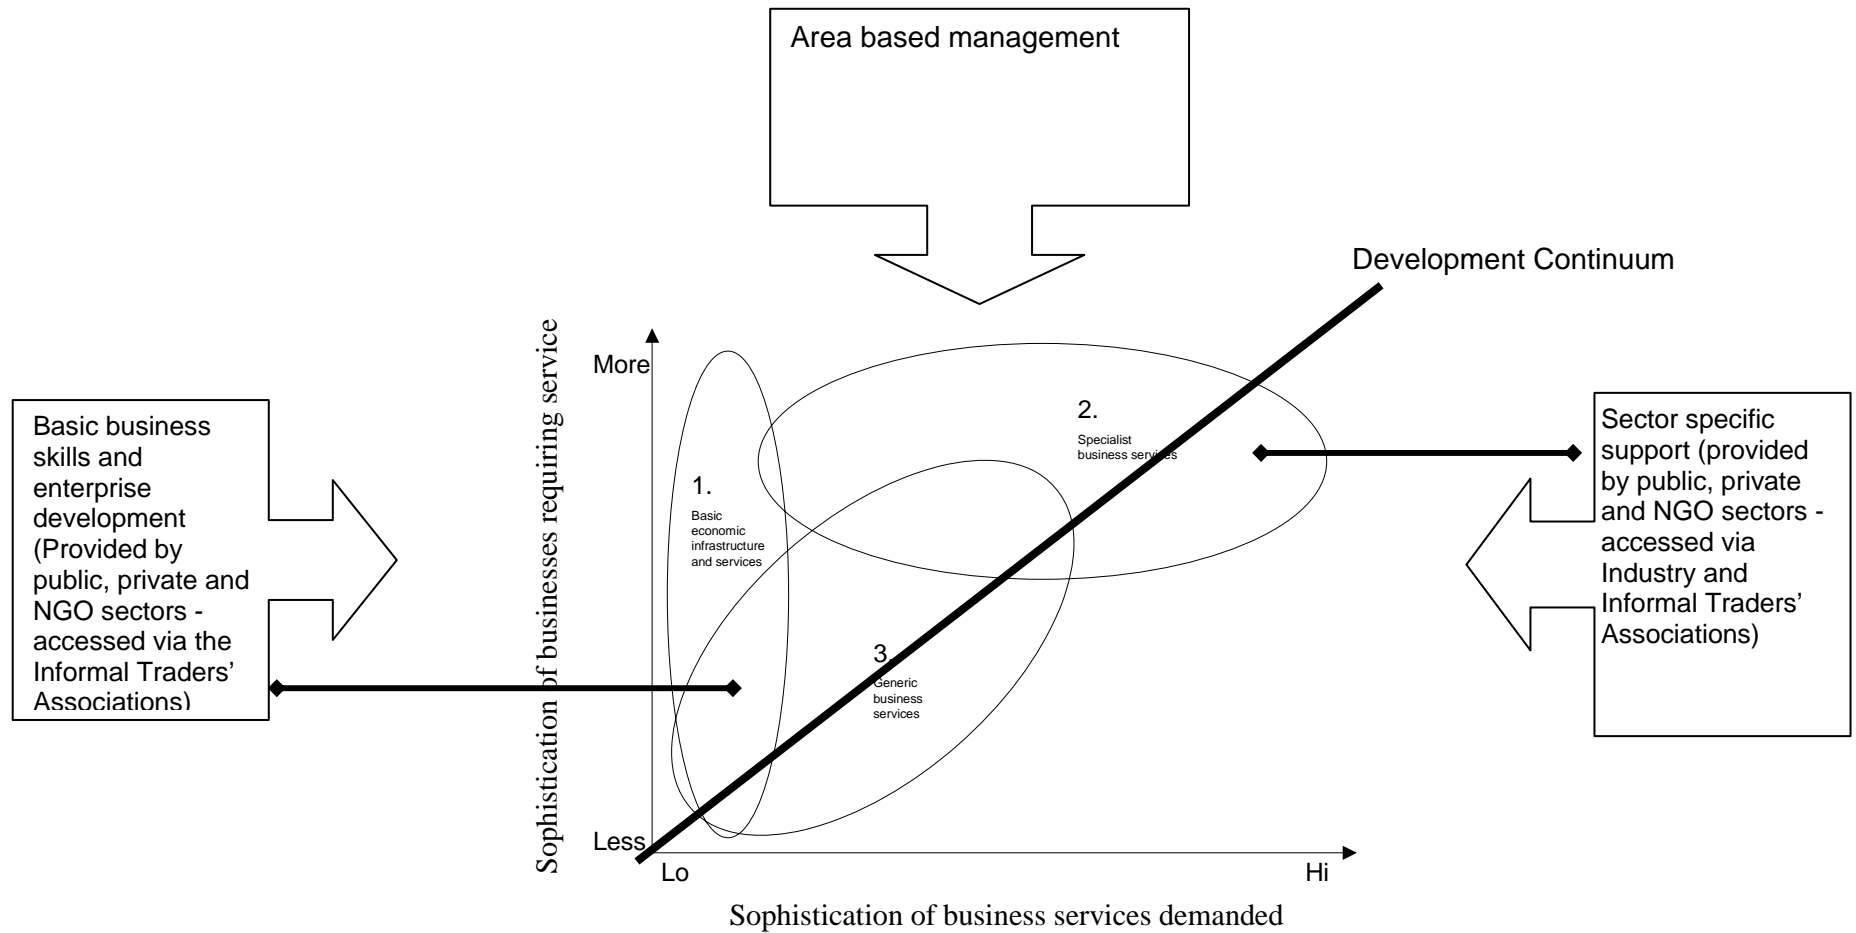 Area based management
Development Continuum
Sophistication of businesses requiring service
More
Less
Lo
Hi
Sophistication of business services demanded
Basic business
skills and
enterprise
development
(Provided by
public, private and
NGO sectors -
accessed via the
Informal Traders’
Associations)
1.
Basic
economic
infrastructure
and services
2.
Specialist
business services
3.
Generic
business
services
Sector specific
support (provided
by public, private
and NGO sectors -
accessed via
Industry and
Informal Traders’
Associations)